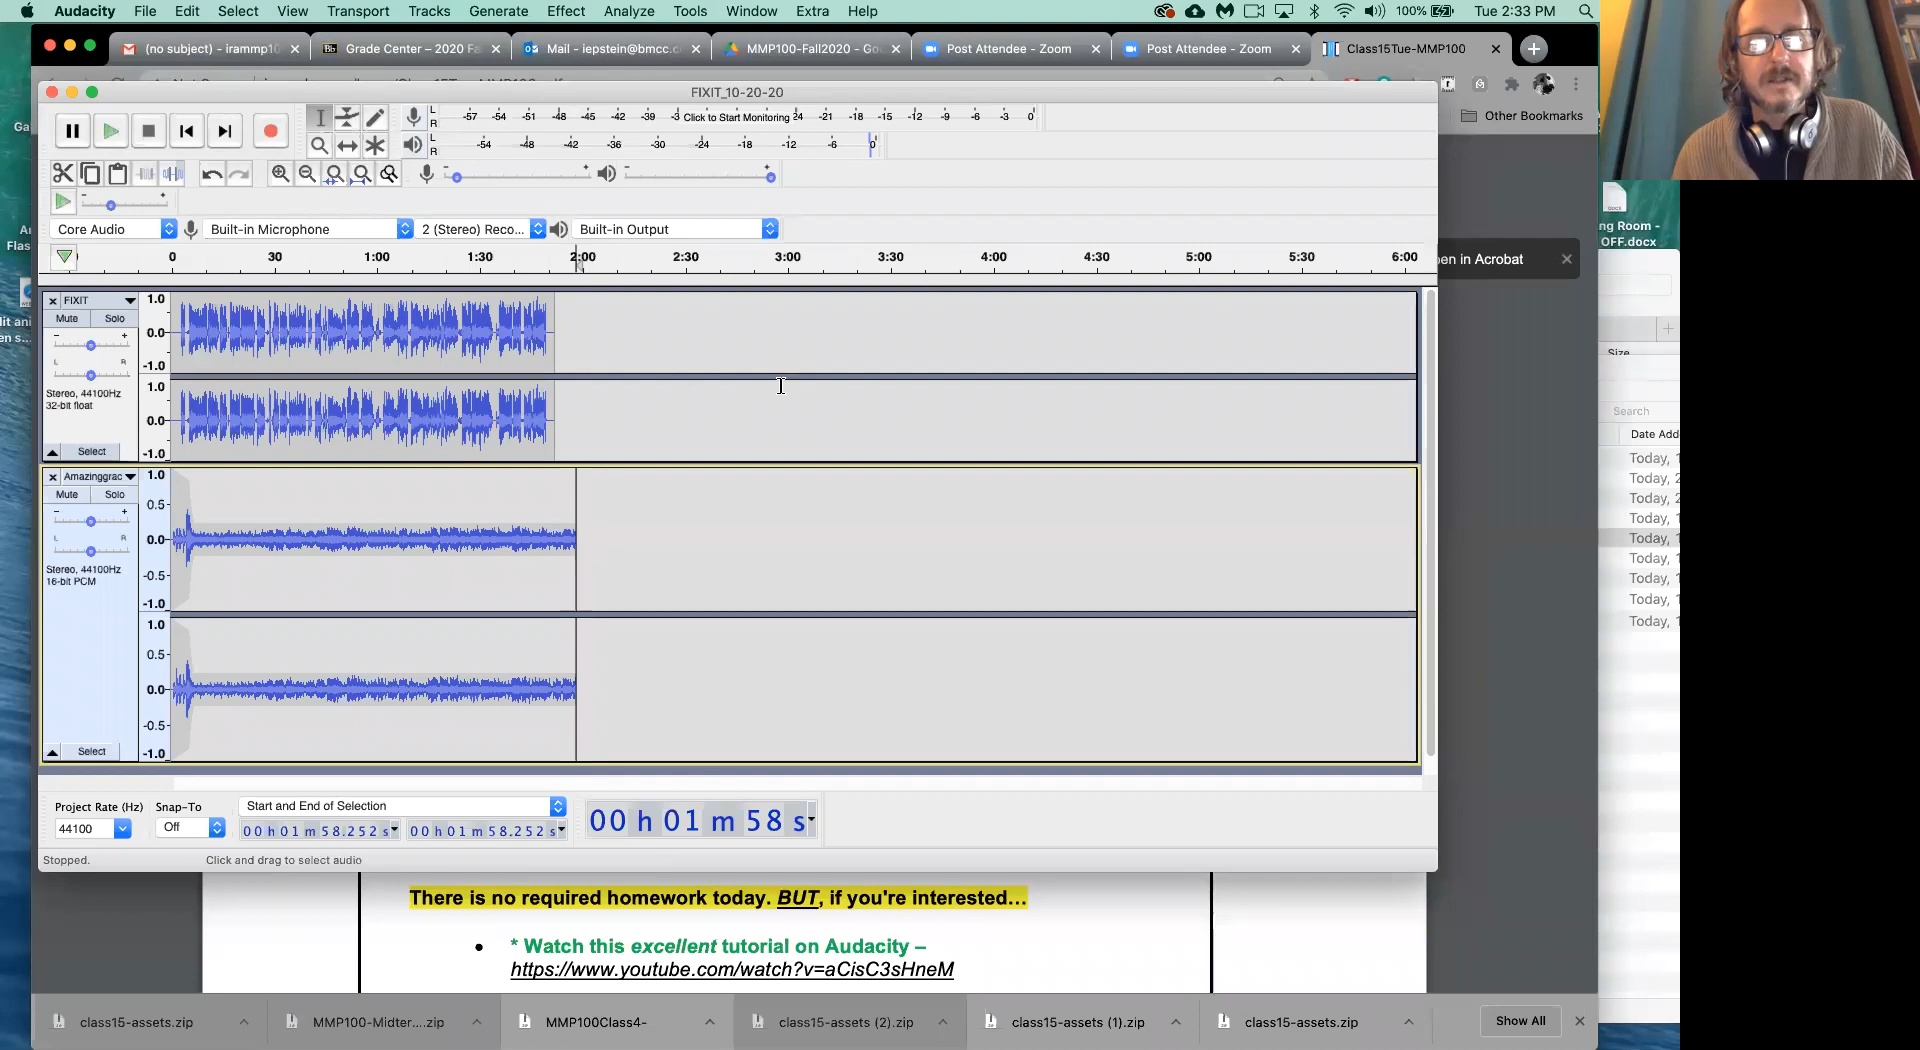 Audacity File Edit Select View Transport Tracks Generate Effect Analyze Tools Window Extra Help 100% Tue 2:33 PM
(no subject) - irammp10 Grade Center – 2020 Fa Mail - iepstein@bmcc.c MMP100-Fall2020 - Go Post Attendee - Zoom Post Attendee - Zoom Class15Tue-MMP100
FIXIT_10-20-20
Other Bookmarks
L R -57 -54 -51 -48 -45 -42 -39 -3 Click to Start Monitoring 24 -21 -18 -15 -12 -9 -6 -3 0
L R -54 -48 -42 -36 -30 -24 -18 -12 -6 0
Core Audio Built-in Microphone 2 (Stereo) Reco... Built-in Output
0 30 1:00 1:30 2:00 2:30 3:00 3:30 4:00 4:30 5:00 5:30 6:00
ng Room -
OFF.docx
en in Acrobat
FIXIT
Mute Solo
L R
Stereo, 44100Hz
32-bit float
Select
1.0
0.0
-1.0
1.0
0.0
-1.0
Amazinggrac
Mute Solo
L R
Stereo, 44100Hz
16-bit PCM
Select
1.0
0.5
0.0
-0.5
-1.0
1.0
0.5
0.0
-0.5
-1.0
Size
Search
Date Add
Today, 1
Today, 2
Today, 2
Today, 1
Today, 1
Today, 1
Today, 1
Today, 1
Today, 1
Project Rate (Hz) Snap-To Start and End of Selection
44100 Off 00 h 01 m 58.252 s 00 h 01 m 58.252 s 00 h 01 m 58 s
Stopped. Click and drag to select audio
There is no required homework today. BUT, if you're interested...
• * Watch this excellent tutorial on Audacity –
https://www.youtube.com/watch?v=aCisC3sHneM
class15-assets.zip MMP100-Midter....zip MMP100Class4- class15-assets (2).zip class15-assets (1).zip class15-assets.zip Show All